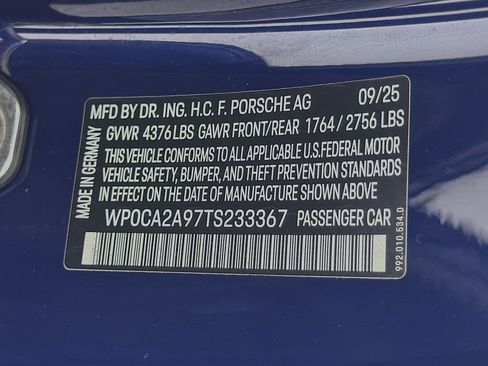 MFD BY DR. ING. H.C. F. PORSCHE AG 09/25
GVWR 4376 LBS GAWR FRONT/REAR 1764 / 2756 LBS
THIS VEHICLE CONFORMS TO ALL APPLICABLE U.S. FEDERAL MOTOR
VEHICLE SAFETY, BUMPER, AND THEFT PREVENTION STANDARDS
IN EFFECT ON THE DATE OF MANUFACTURE SHOWN ABOVE.
WP0CA2A97TS233367 PASSENGER CAR
MADE IN GERMANY
992.010.534.D